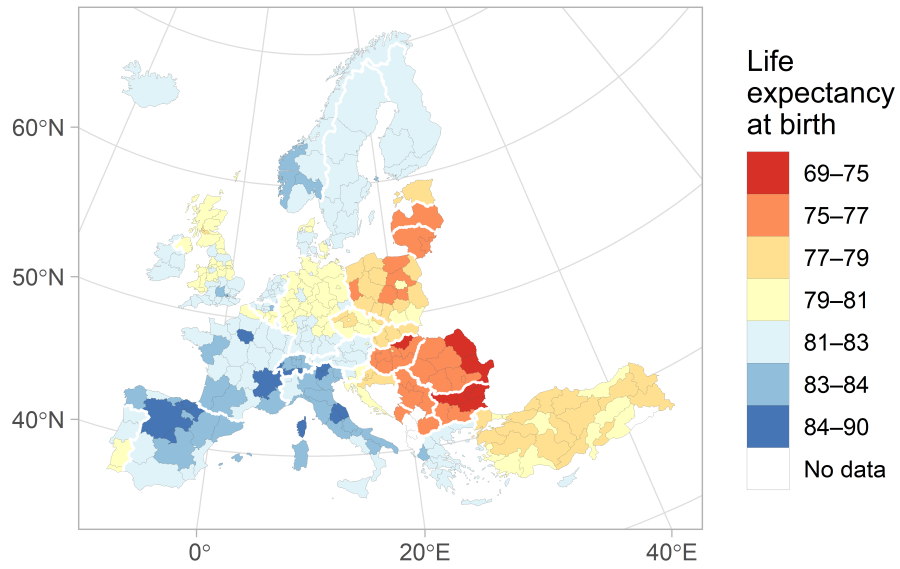 Life
expectancy
at birth
69–75
75–77
77–79
79–81
81–83
83–84
84–90
No data
60°N
50°N
40°N
0°
20°E
40°E